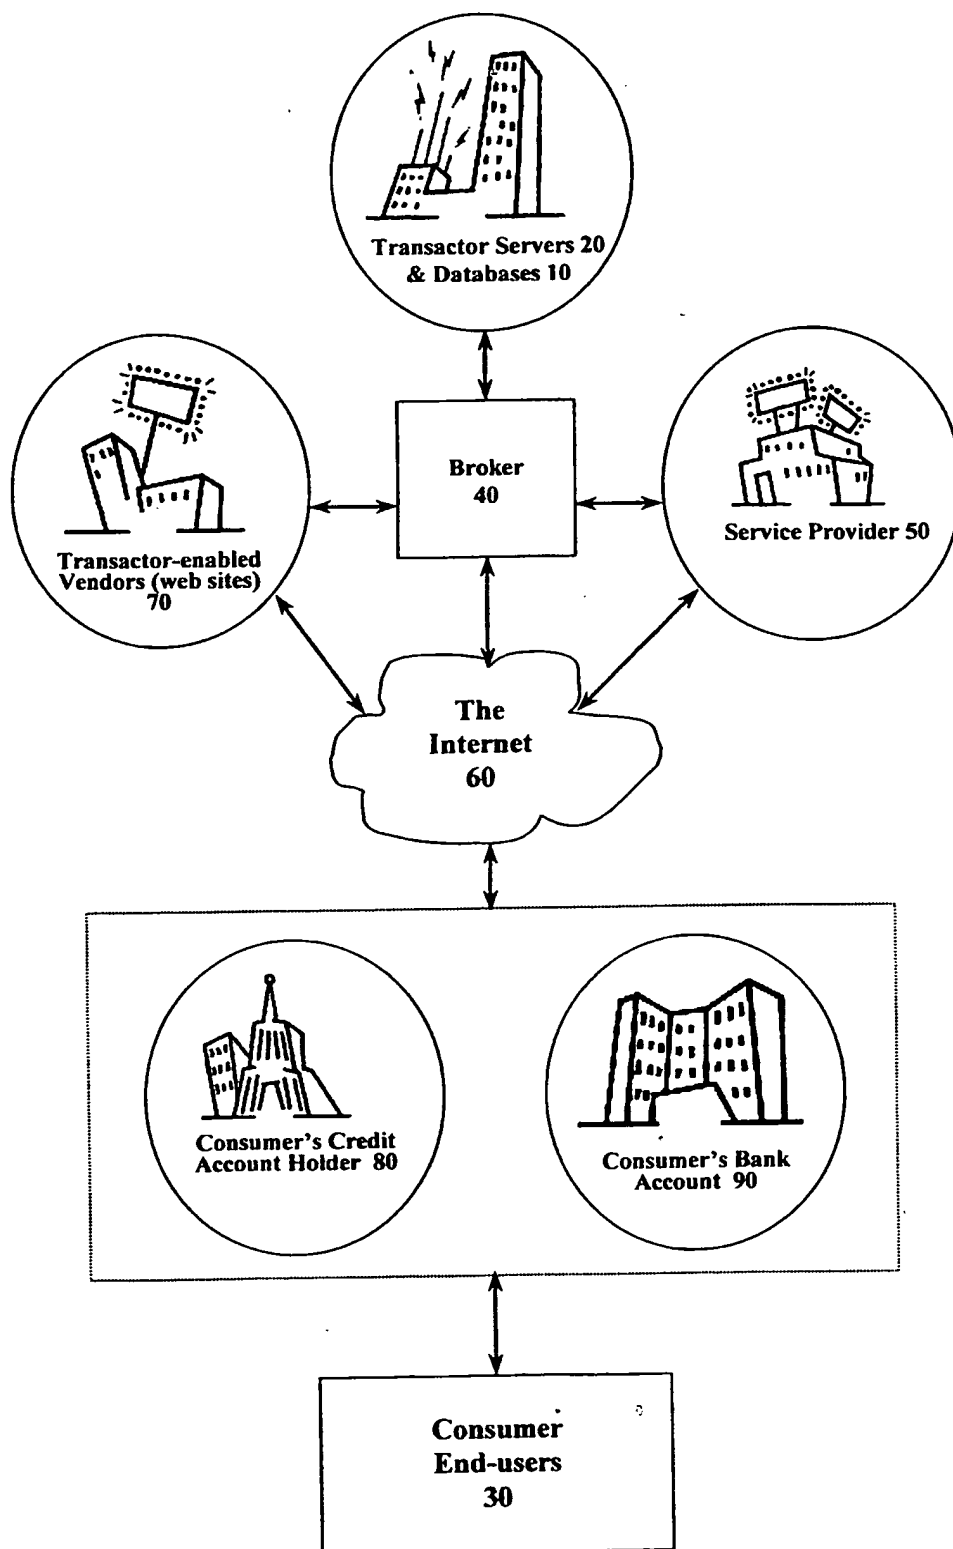 Transactor Servers 20
& Databases 10
Broker
40
Transactor-enabled
Vendors (web sites)
70
Service Provider 50
The
Internet
60
Consumer's Credit
Account Holder 80
Consumer's Bank
Account 90
Consumer
End-users
30